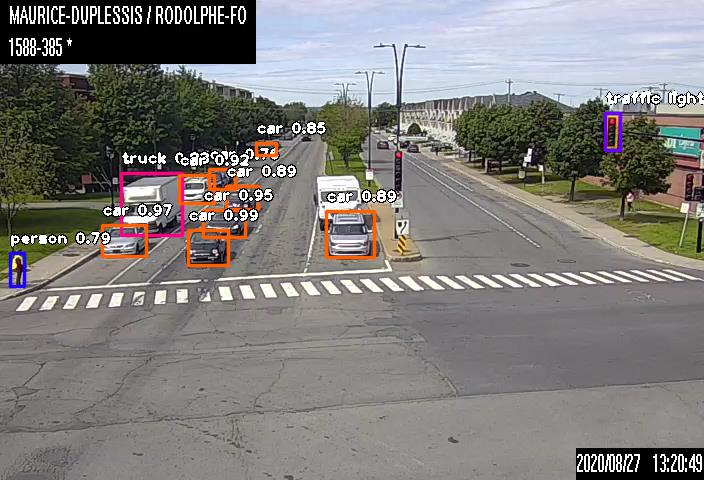 MAURICE-DUPLESSIS / RODOLPHE-FO
1588-385 *
traffic light
car 0.85
truck
car 0.92
car 0.89
car 0.95
car 0.89
car 0.97
car 0.99
person 0.79
2020/08/27 13:20:49